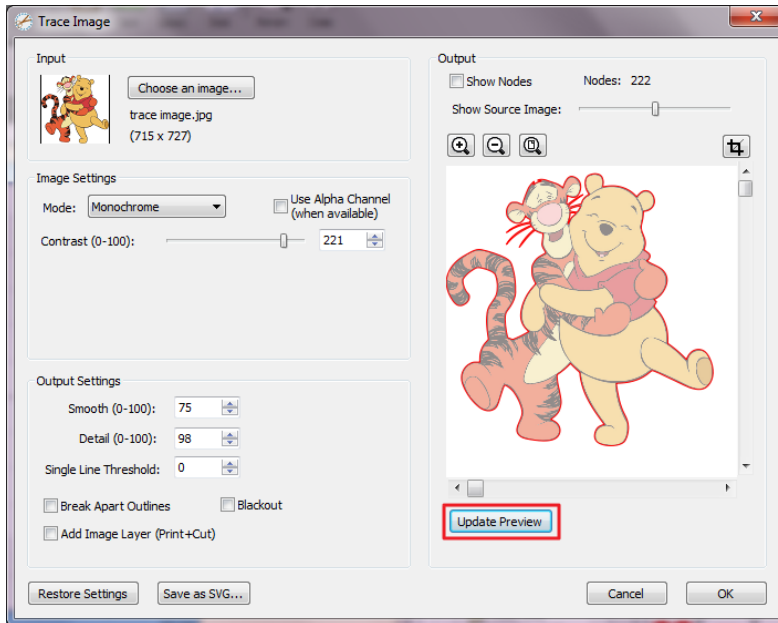 Trace Image
Input
Choose an image...
trace image.jpg
(715 x 727)
Image Settings
Mode: Monochrome
Use Alpha Channel
(when available)
Contrast (0-100): 221
Output Settings
Smooth (0-100): 75
Detail (0-100): 98
Single Line Threshold: 0
Break Apart Outlines
Blackout
Add Image Layer (Print+Cut)
Restore Settings
Save as SVG...
Output
Show Nodes
Nodes: 222
Show Source Image:
Update Preview
Cancel
OK